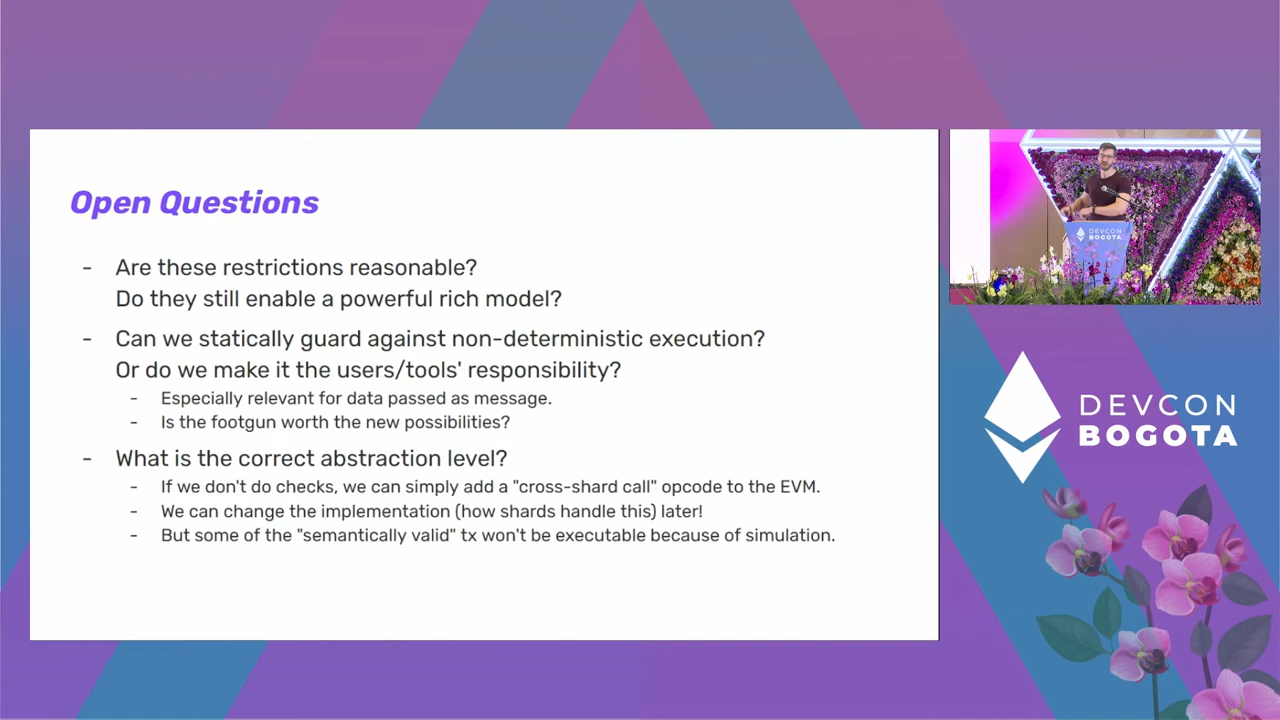 Open Questions
- Are these restrictions reasonable?
Do they still enable a powerful rich model?
- Can we statically guard against non-deterministic execution?
Or do we make it the users/tools' responsibility?
- Especially relevant for data passed as message.
- Is the footgun worth the new possibilities?
- What is the correct abstraction level?
- If we don't do checks, we can simply add a "cross-shard call" opcode to the EVM.
- We can change the implementation (how shards handle this) later!
- But some of the "semantically valid" tx won't be executable because of simulation.
DEVCON
BOGOTA
DEVCON
BOGOTA